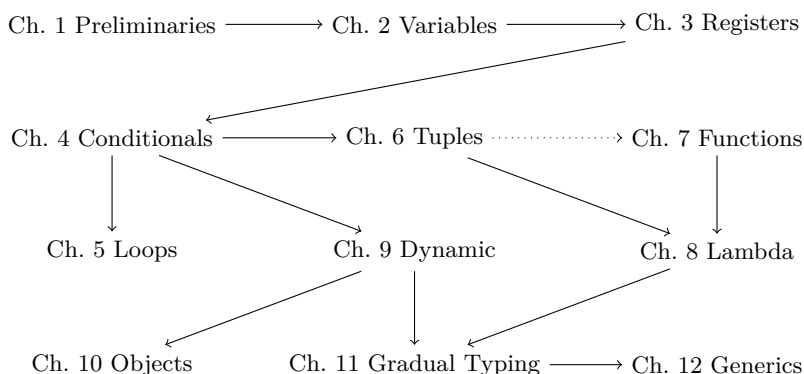 Ch. 1 Preliminaries
Ch. 2 Variables
Ch. 3 Registers
Ch. 4 Conditionals
Ch. 6 Tuples
Ch. 7 Functions
Ch. 5 Loops
Ch. 9 Dynamic
Ch. 8 Lambda
Ch. 10 Objects
Ch. 11 Gradual Typing
Ch. 12 Generics